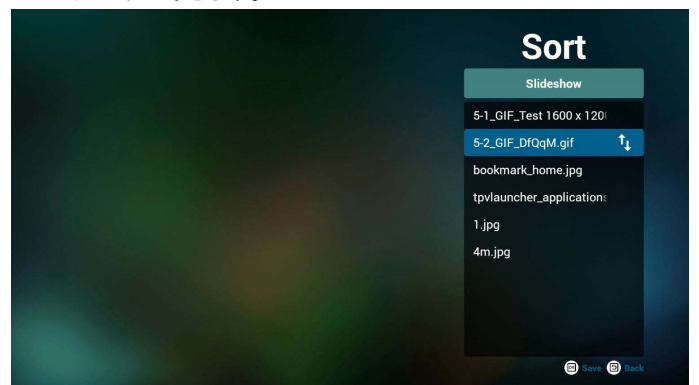 Sort
Slideshow
5-1_GIF_Test 1600 x 120
5-2_GIF_DfQqM.gif
bookmark_home.jpg
tpvlauncher_applications
1.jpg
4m.jpg
Save Back